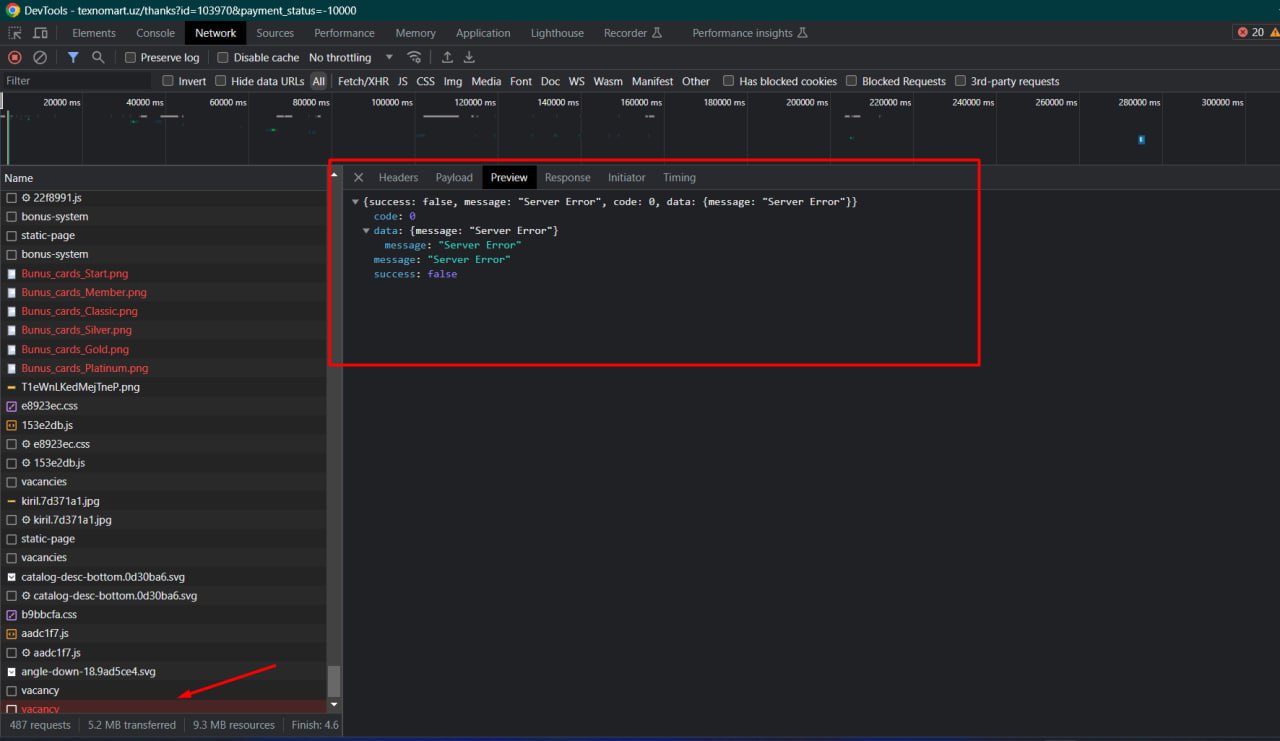 DevTools - texnomart.uz/thanks?id=103970&payment_status=-10000
Elements Console Network Sources Performance Memory Application Lighthouse Recorder Performance insights 20
Preserve log Disable cache No throttling
Filter Invert Hide data URLs All Fetch/XHR JS CSS Img Media Font Doc WS Wasm Manifest Other Has blocked cookies Blocked Requests 3rd-party requests
20000 ms 40000 ms 60000 ms 80000 ms 100000 ms 120000 ms 140000 ms 160000 ms 180000 ms 200000 ms 220000 ms 240000 ms 260000 ms 280000 ms 300000 ms
Name
22f8991.js
bonus-system
static-page
bonus-system
Bunus_cards_Start.png
Bunus_cards_Member.png
Bunus_cards_Classic.png
Bunus_cards_Silver.png
Bunus_cards_Gold.png
Bunus_cards_Platinum.png
T1eWnLKedMejTneP.png
e8923ec.css
153e2db.js
e8923ec.css
153e2db.js
vacancies
kiril.7d371a1.jpg
kiril.7d371a1.jpg
static-page
vacancies
catalog-desc-bottom.0d30ba6.svg
catalog-desc-bottom.0d30ba6.svg
b9bbcfa.css
aadc1f7.js
aadc1f7.js
angle-down-18.9ad5ce4.svg
vacancy
vacancy
487 requests 5.2 MB transferred 9.3 MB resources Finish: 4.6
Headers Payload Preview Response Initiator Timing
{success: false, message: "Server Error", code: 0, data: {message: "Server Error"}}
code: 0
data: {message: "Server Error"}
message: "Server Error"
message: "Server Error"
success: false